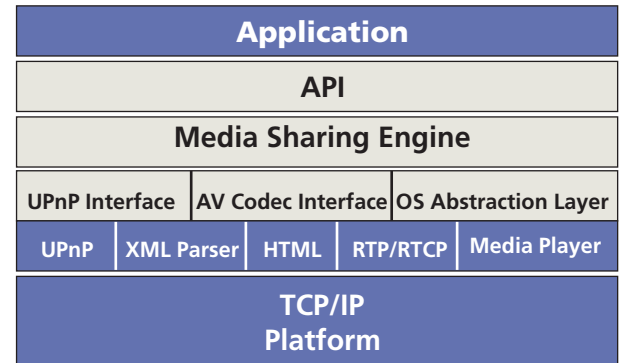 Application
API
Media Sharing Engine
UPnP Interface AV Codec Interface OS Abstraction Layer
UPnP XML Parser HTML RTP/RTCP Media Player
TCP/IP
Platform